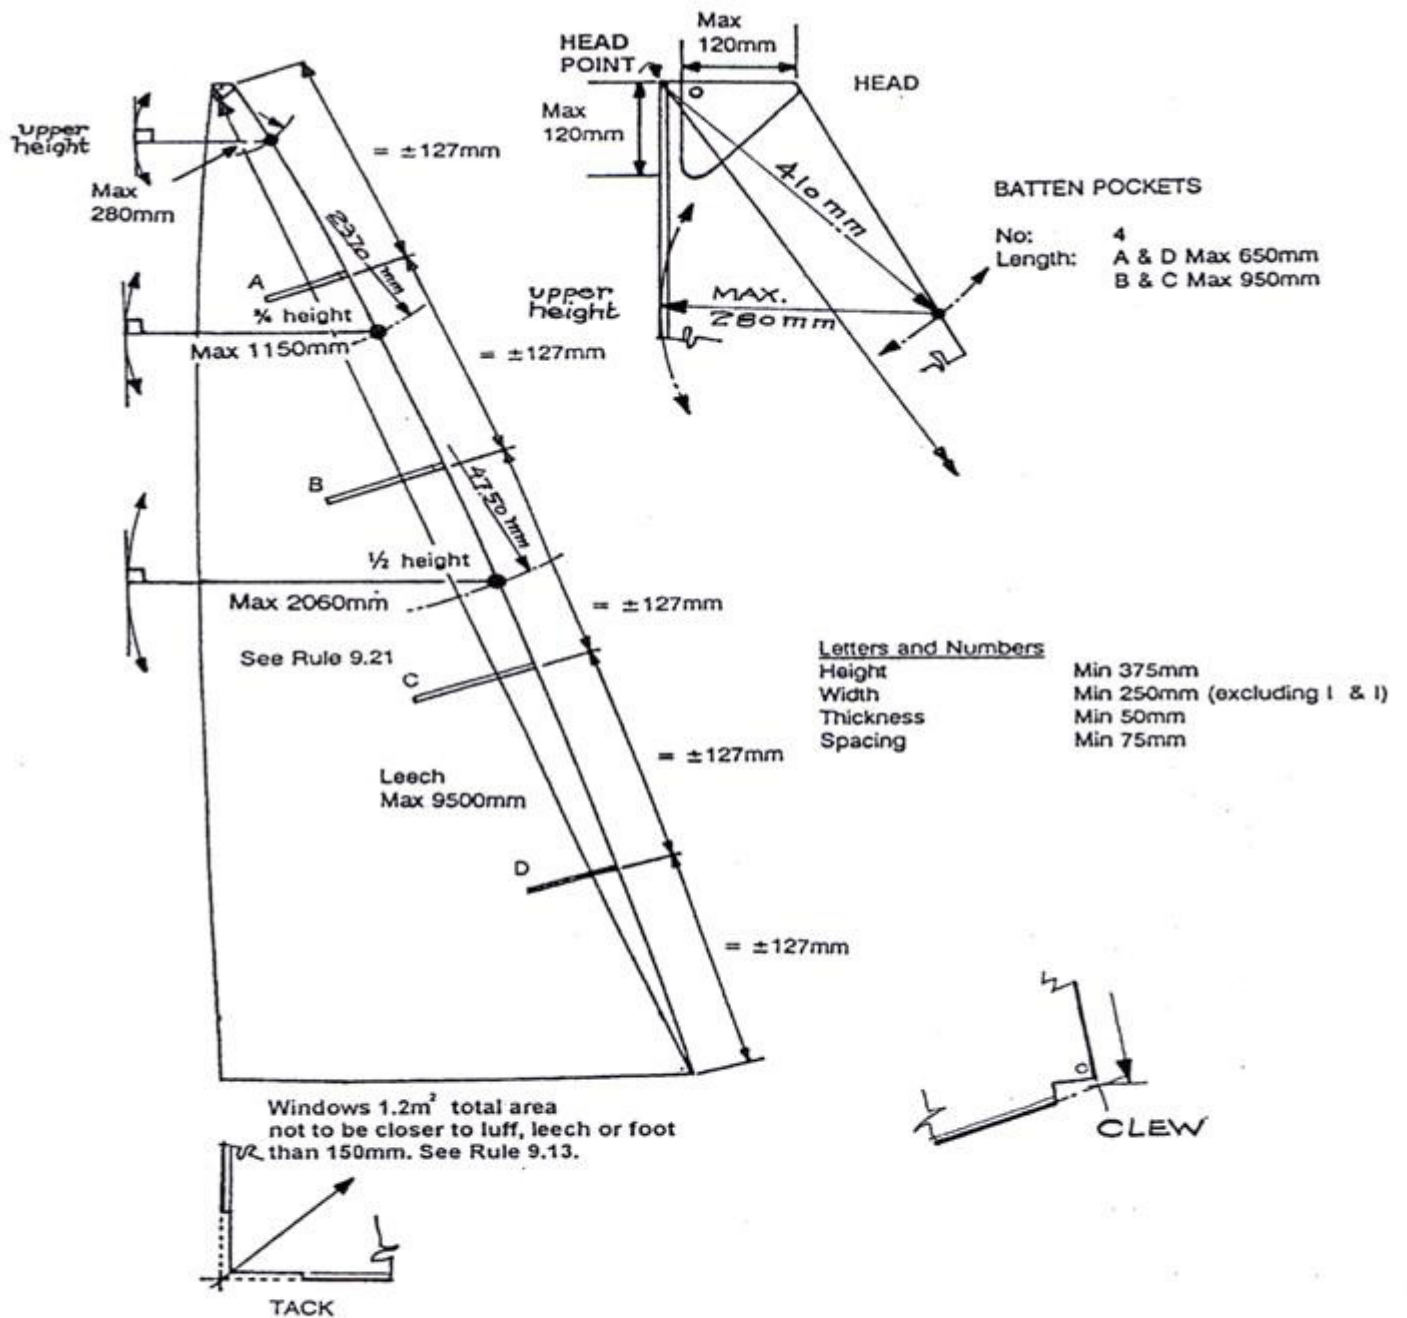 Max
120mm
HEAD
POINT
HEAD
Max
120mm
upper
height
Max
280mm
= ±127mm
410mm
BATTEN POCKETS
No: 4
Length: A & D Max 650mm
B & C Max 950mm
2370 mm
A
¾ height
Max 1150mm
= ±127mm
upper
height
MAX.
280mm
B
4750 mm
½ height
Max 2060mm
= ±127mm
See Rule 9.21
C
Letters and Numbers
Height Min 375mm
Width Min 250mm (excluding I & I)
Thickness Min 50mm
Spacing Min 75mm
= ±127mm
Leech
Max 9500mm
D
= ±127mm
Windows 1.2m² total area
not to be closer to luff, leech or foot
than 150mm. See Rule 9.13.
CLEW
TACK